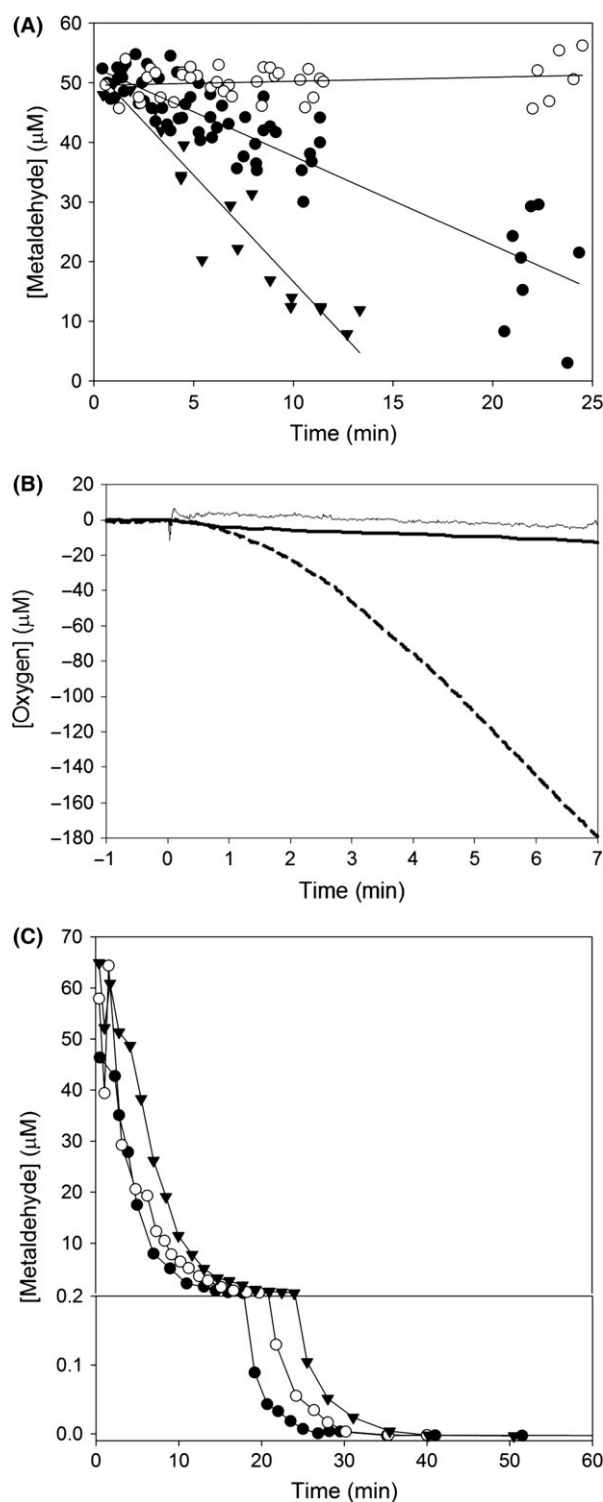 (A)
60
50
40
30
20
10
0
[Metaldehyde] (µM)
0 5 10 15 20 25
Time (min)
(B)
20
0
−20
−40
−60
−80
−100
−120
−140
−160
−180
[Oxygen] (µM)
−1 0 1 2 3 4 5 6 7
Time (min)
(C)
70
60
50
40
30
20
10
0.2
0.1
0.0
[Metaldehyde] (µM)
0 10 20 30 40 50 60
Time (min)